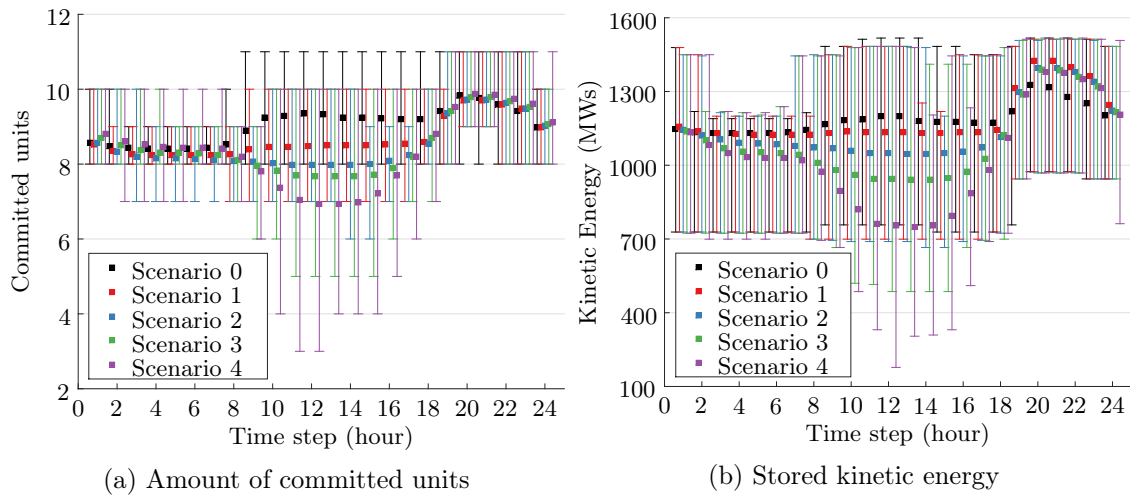 12
10
8
6
4
2
Committed units
Scenario 0
Scenario 1
Scenario 2
Scenario 3
Scenario 4
0 2 4 6 8 10 12 14 16 18 20 22 24
Time step (hour)
(a) Amount of committed units
1600
1300
1000
700
400
100
Kinetic Energy (MWs)
Scenario 0
Scenario 1
Scenario 2
Scenario 3
Scenario 4
0 2 4 6 8 10 12 14 16 18 20 22 24
Time step (hour)
(b) Stored kinetic energy